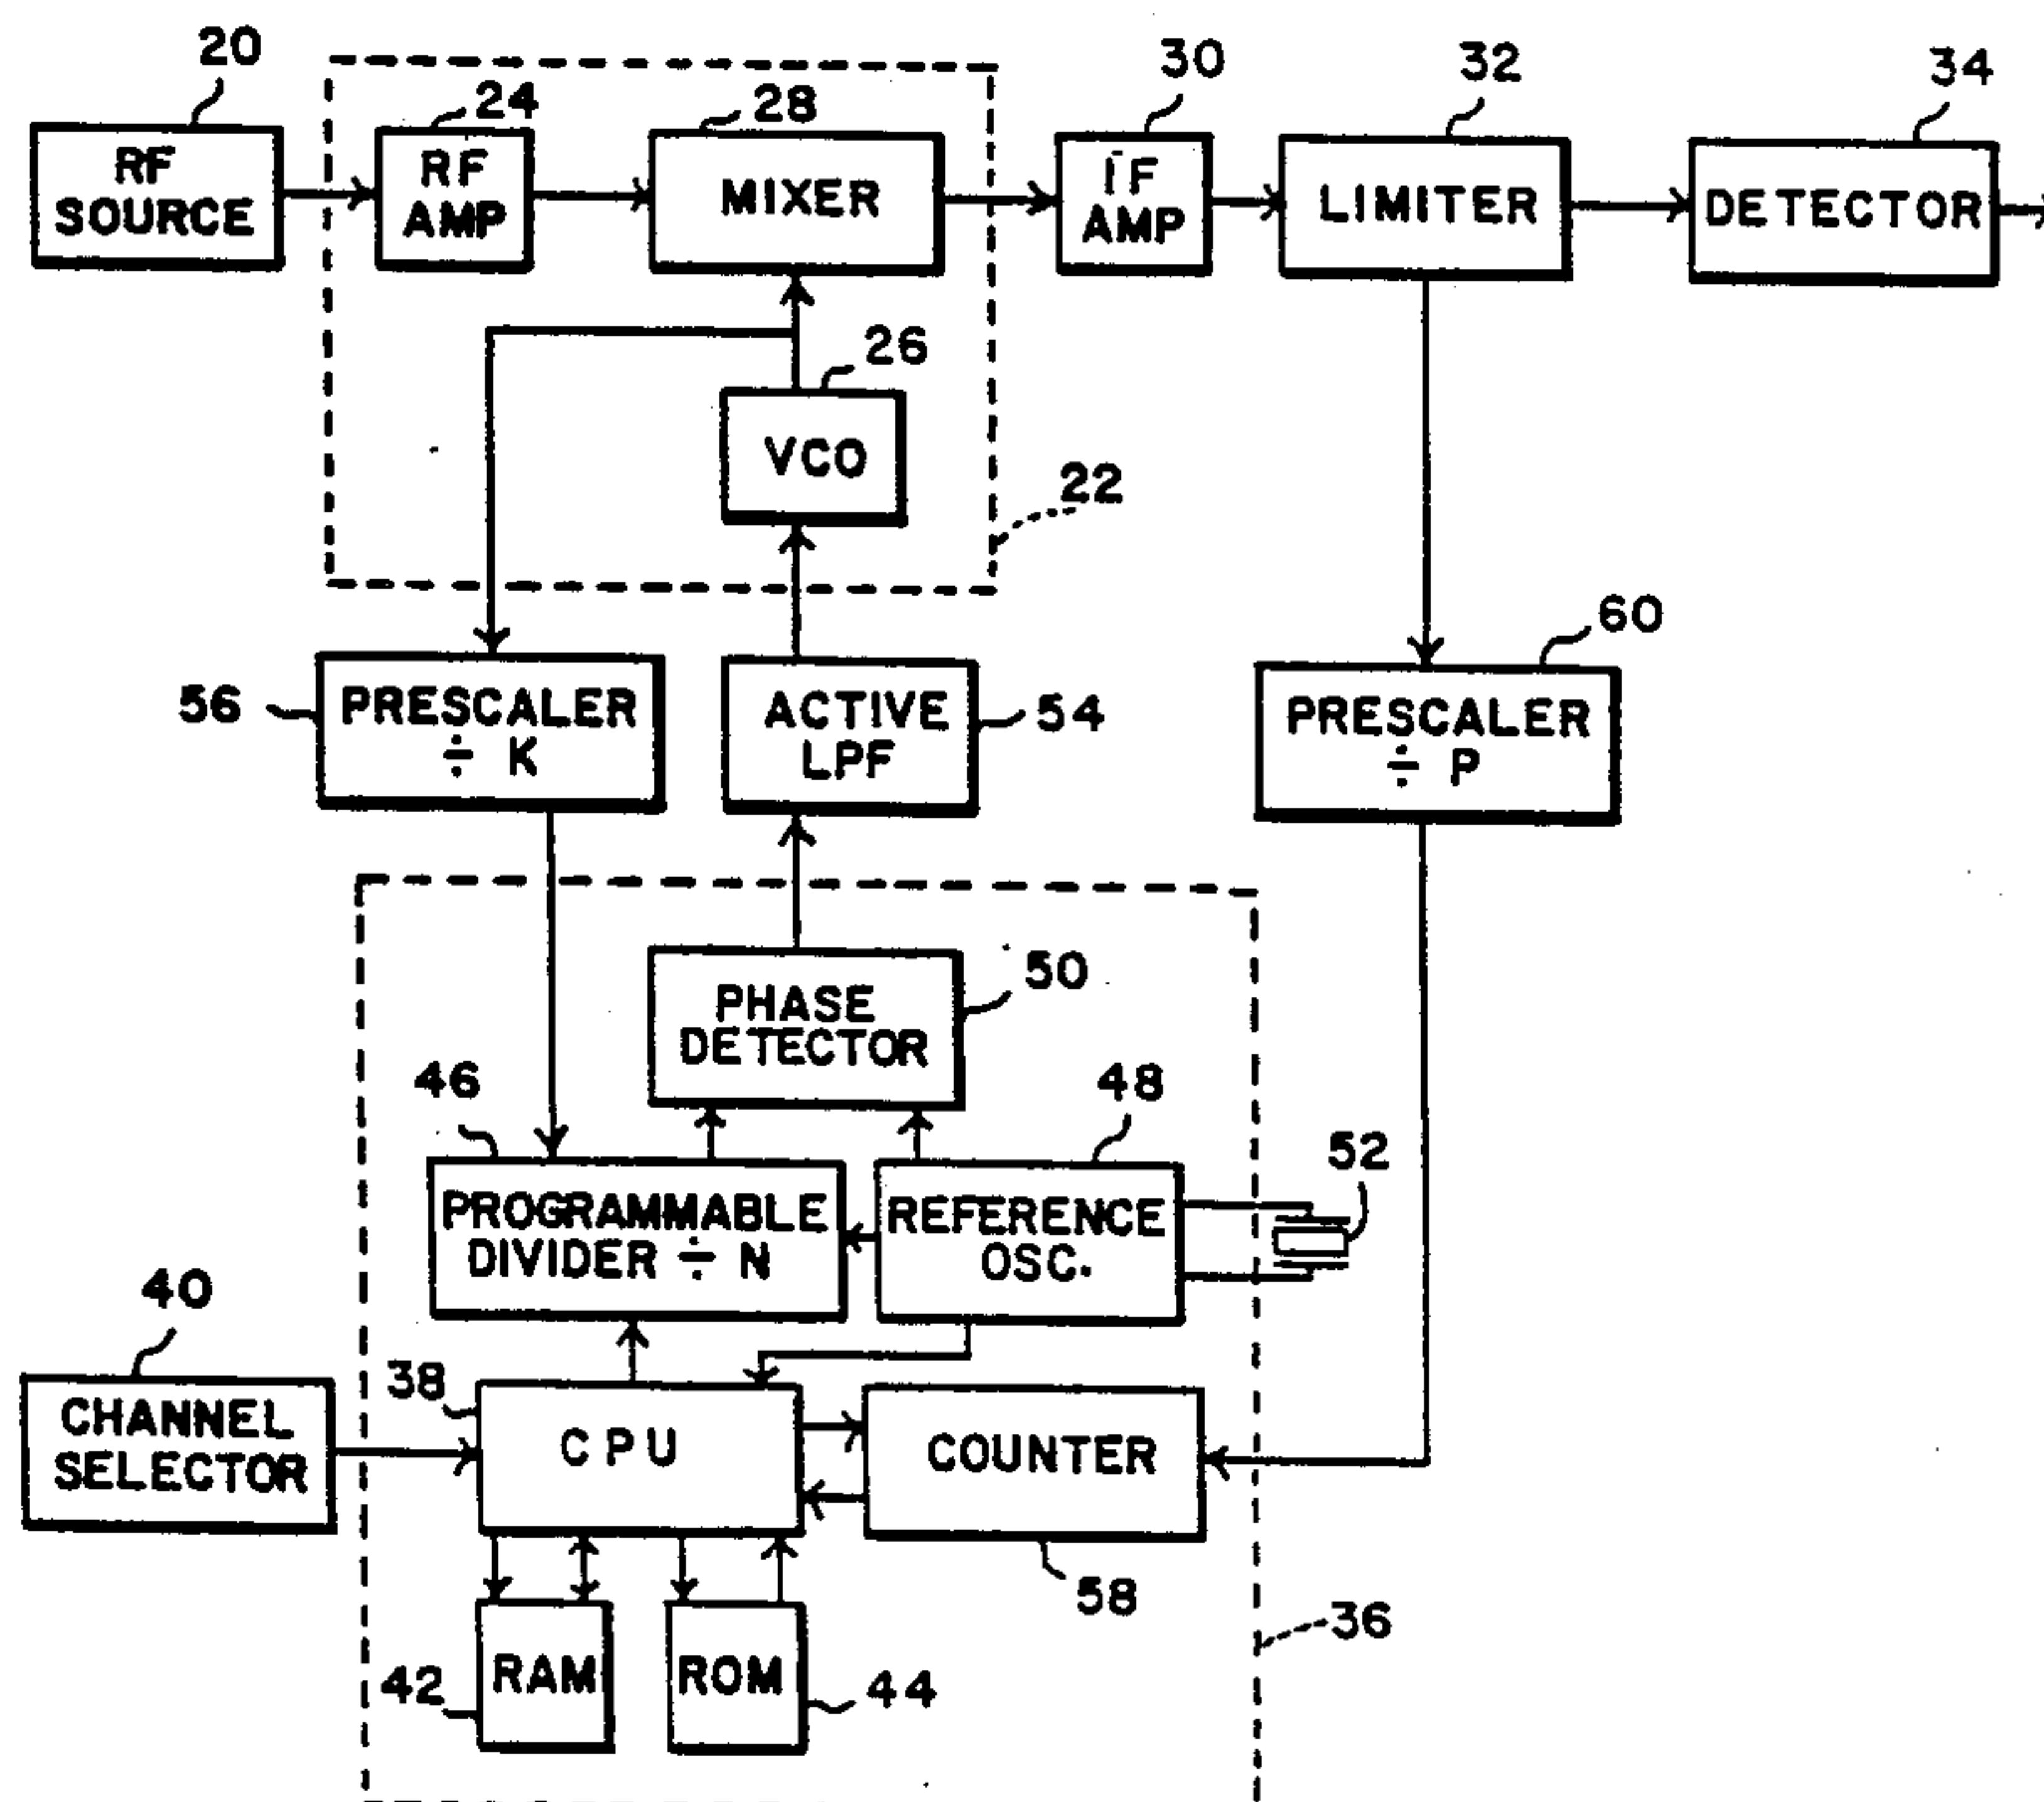 20
24
28
30
32
34
RF
SOURCE
RF
AMP
MIXER
IF
AMP
LIMITER
DETECTOR
26
VCO
22
56
PRESCALER
÷ K
ACTIVE
LPF
54
60
PRESCALER
÷ P
PHASE
DETECTOR
50
46
48
52
PROGRAMMABLE
DIVIDER ÷ N
REFERENCE
OSC.
40
38
CHANNEL
SELECTOR
CPU
COUNTER
58
36
42
RAM
ROM
44